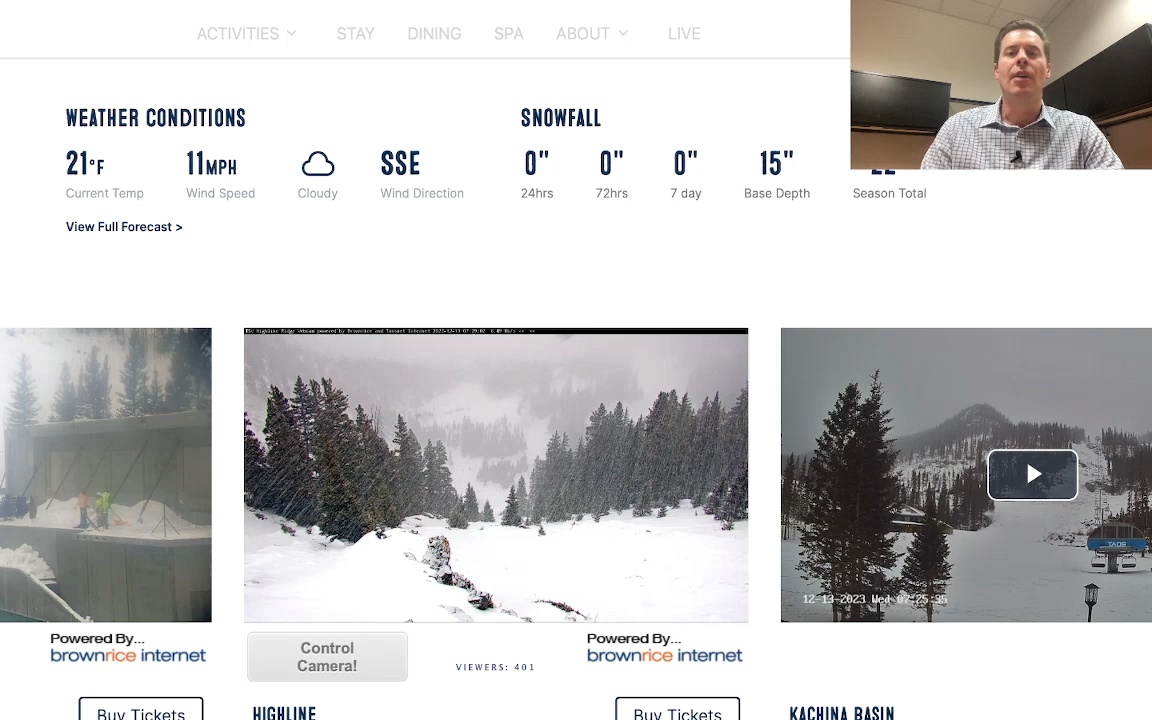 ACTIVITIES STAY DINING SPA ABOUT LIVE
WEATHER CONDITIONS
21°F 11MPH SSE
Current Temp Wind Speed Cloudy Wind Direction
View Full Forecast >
SNOWFALL
0" 0" 0" 15"
24hrs 72hrs 7 day Base Depth Season Total
TAOS
12-13-2023 Wed 07:25:35
Powered By...
brownrice internet
Control
Camera!
VIEWERS: 401
Powered By...
brownrice internet
Buy Tickets
HIGHLINE
Buy Tickets
KACHINA BASIN